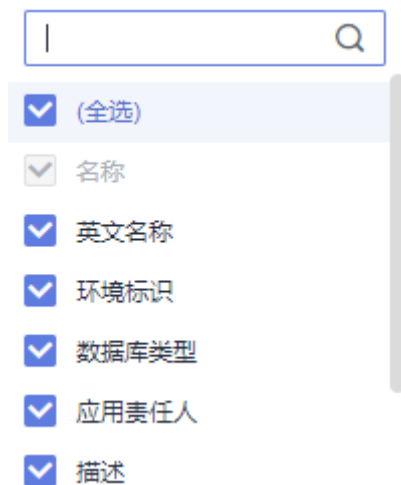 (全选)
名称
英文名称
环境标识
数据库类型
应用责任人
描述